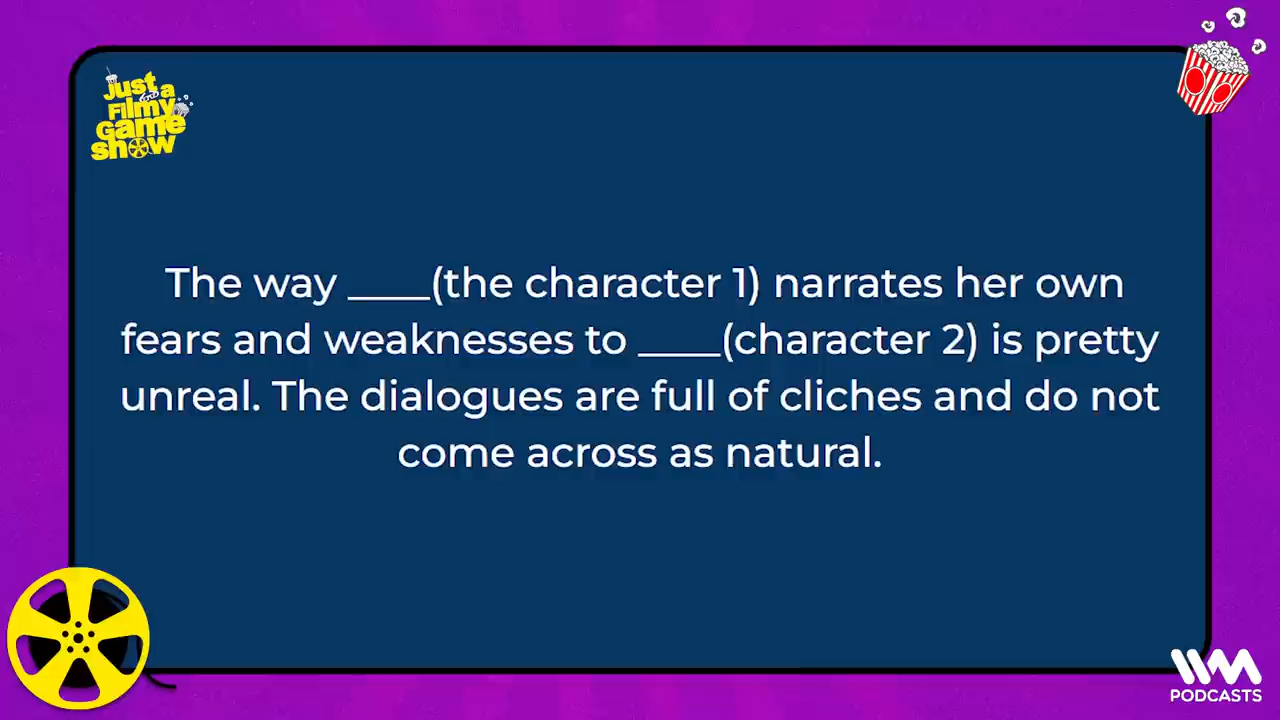 Just
a
Filmy
Game
show
The way ____(the character 1) narrates her own
fears and weaknesses to ____(character 2) is pretty
unreal. The dialogues are full of cliches and do not
come across as natural.
IVM
PODCASTS